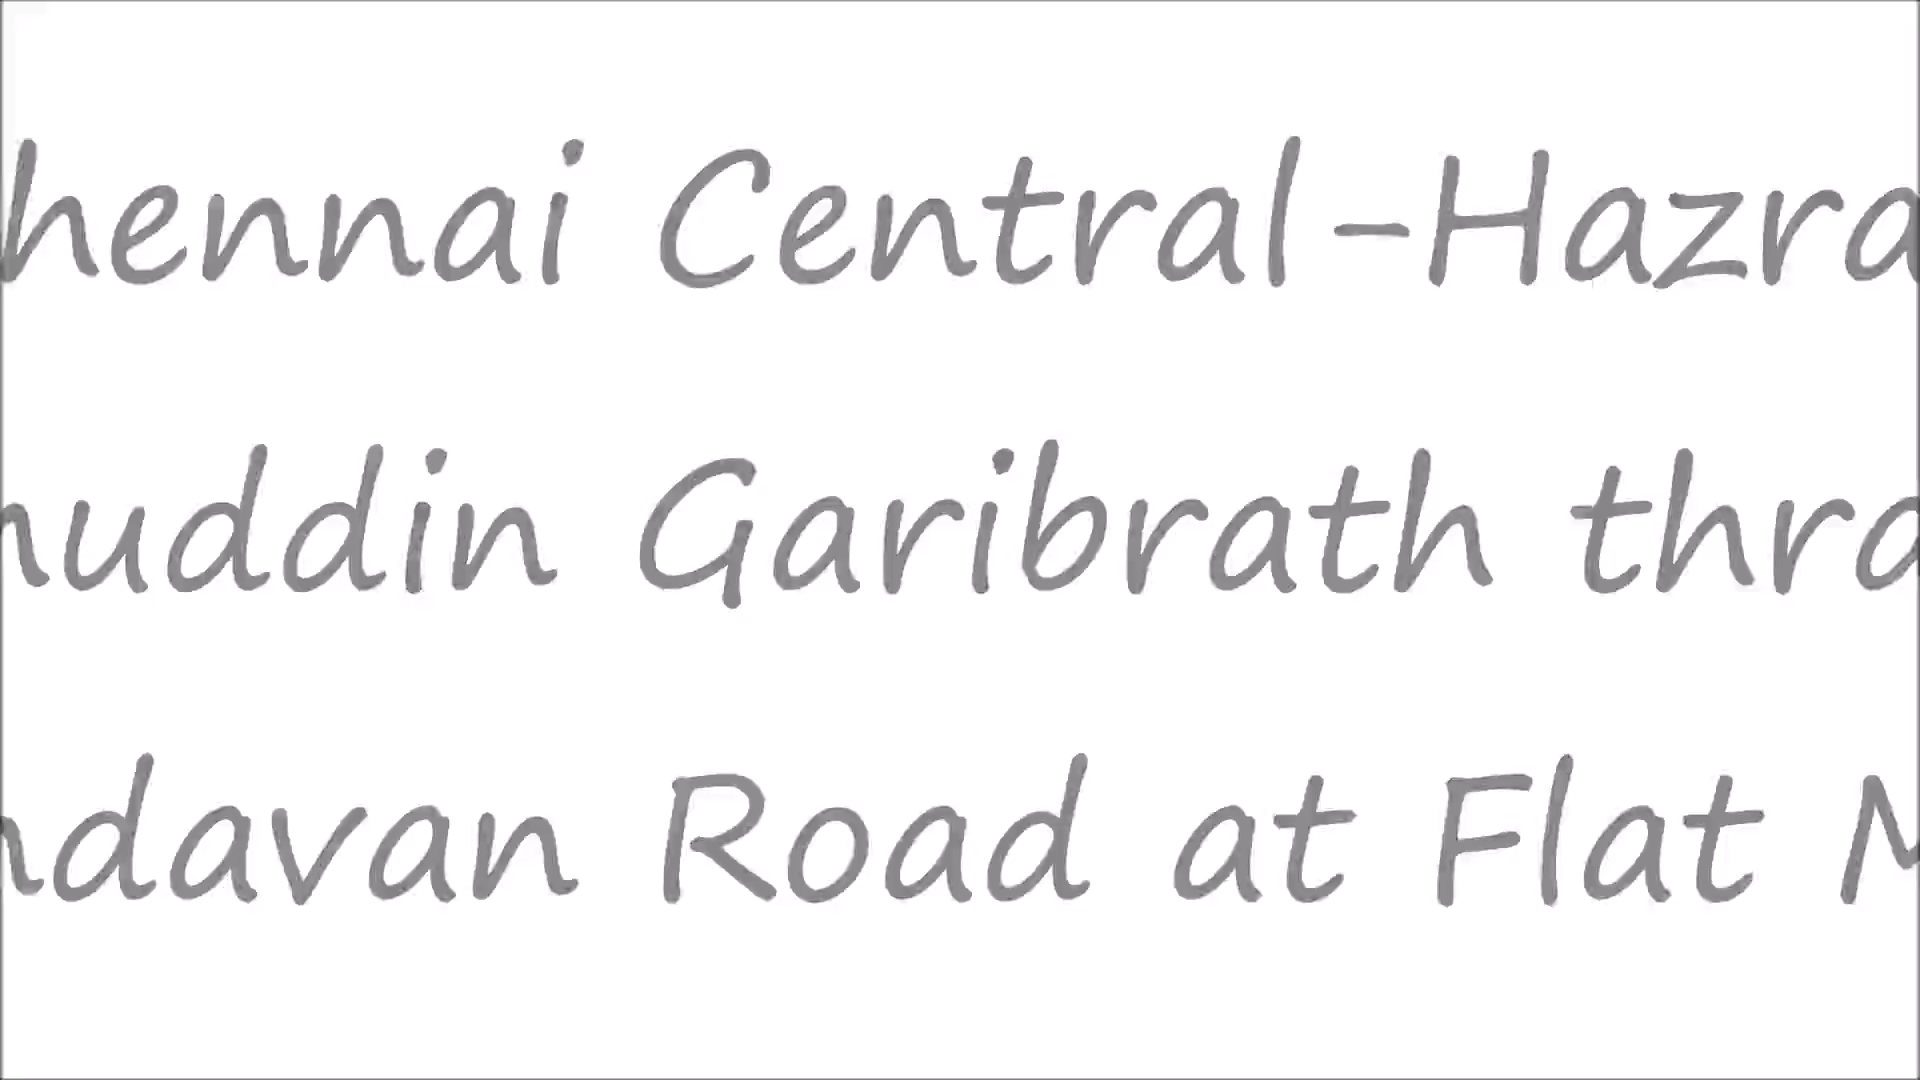 hennai Central-Hazra
nuddin Garibrath thro
ndavan Road at Flat M